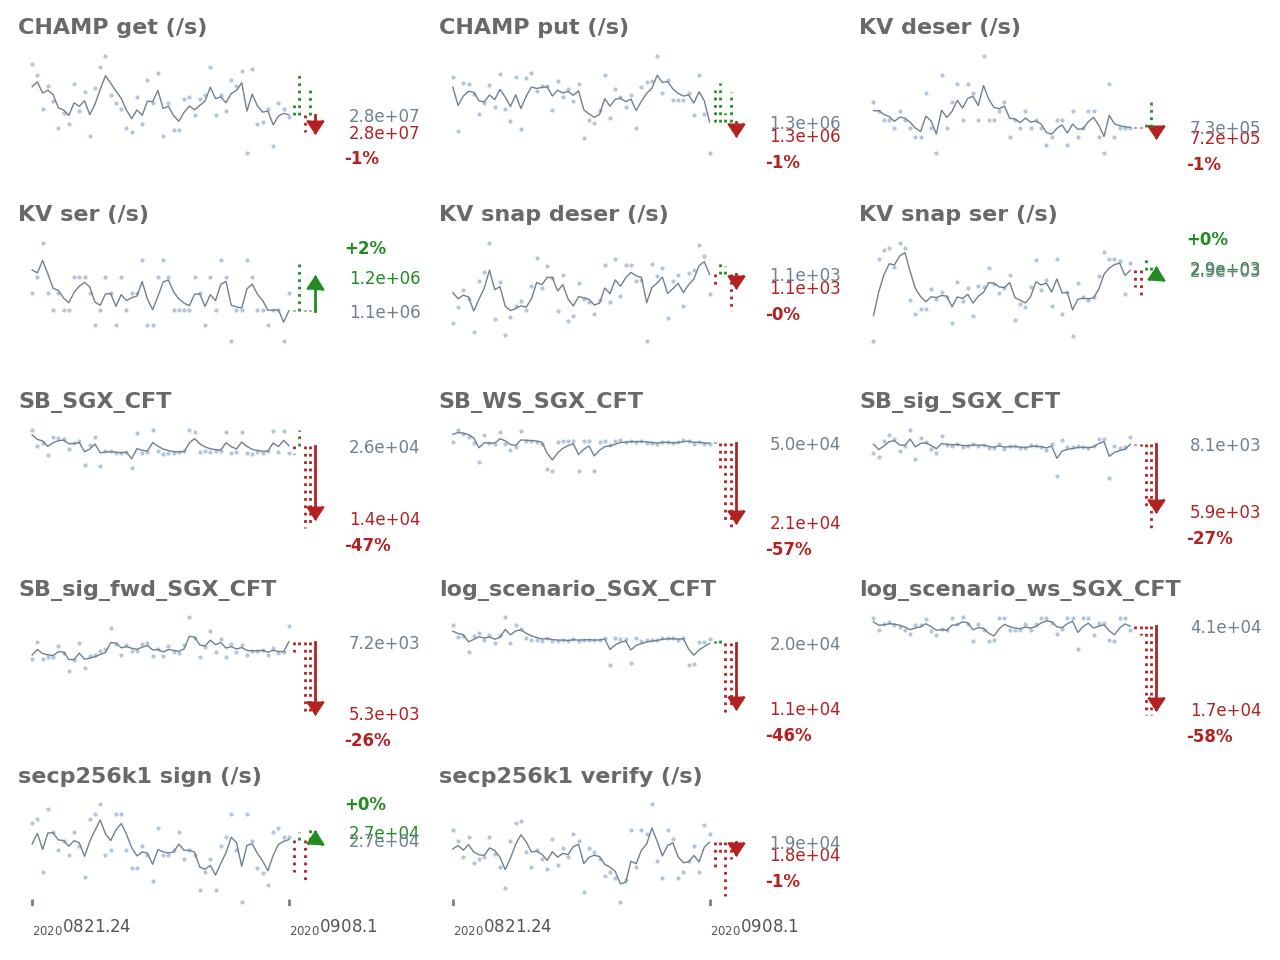 CHAMP get (/s)
2.8e+07
2.8e+07
-1%
CHAMP put (/s)
1.3e+06
1.3e+06
-1%
KV deser (/s)
7.3e+05
7.2e+05
-1%
KV ser (/s)
+2%
1.2e+06
1.1e+06
KV snap deser (/s)
1.1e+03
1.1e+03
-0%
KV snap ser (/s)
+0%
2.9e+03
2.9e+03
SB_SGX_CFT
2.6e+04
1.4e+04
-47%
SB_WS_SGX_CFT
5.0e+04
2.1e+04
-57%
SB_sig_SGX_CFT
8.1e+03
5.9e+03
-27%
SB_sig_fwd_SGX_CFT
7.2e+03
5.3e+03
-26%
log_scenario_SGX_CFT
2.0e+04
1.1e+04
-46%
log_scenario_ws_SGX_CFT
4.1e+04
1.7e+04
-58%
secp256k1 sign (/s)
+0%
2.7e+04
2.7e+04
20200821.24
20200908.1
secp256k1 verify (/s)
1.9e+04
1.8e+04
-1%
20200821.24
20200908.1